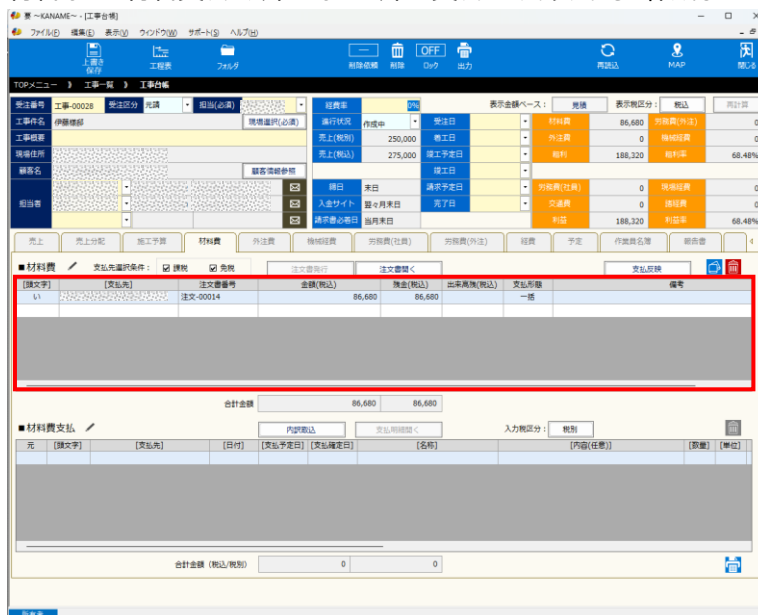 要 ～KANAME～ - [工事台帳]
ファイル(F) 編集(E) 表示(V) ウィンドウ(W) サポート(S) ヘルプ(H)
上書き保存 工程表 フォルダ 削除依頼 削除 OFF ロック 出力 再読込 MAP 閉じる
TOPメニュー 》 工事一覧 》 工事台帳
受注番号 工事-00028 受注区分 元請 担当(必須) 経費率 0% 表示金額ベース： 見積 表示税区分： 税込 再計算
工事件名 伊藤様邸 現場選択(必須) 進行状況 作成中 受注日 材料費 86,680 労務費(外注) 0
工事概要 売上(税別) 250,000 着工日 外注費 0 機械経費 0
現場住所 売上(税込) 275,000 竣工予定日 粗利 188,320 粗利率 68.48%
顧客名 顧客情報参照 竣工日
担当者 締日 末日 請求予定日 労務費(社員) 0 現場経費 0
入金サイト 翌々月末日 完了日 交通費 0 諸経費 0
請求書必着日 当月末日 利益 188,320 利益率 68.48%
売上 売上分配 施工予算 材料費 外注費 機械経費 労務費(社員) 労務費(外注) 経費 予定 作業員名簿 報告書
■材料費 支払先選択条件： 課税 免税 注文書発行 注文書開く 支払反映
[頭文字] [支払先] 注文書番号 金額(税込) 残金(税込) 出来高残(税込) 支払形態 備考
い 注文-00014 86,680 86,680 一括
合計金額 86,680 86,680
■材料費支払 内訳取込 支払明細開く 入力税区分： 税別
元 [頭文字] [支払先] [日付] [支払予定日] [支払確定日] [名称] [内容(任意)] [数量] [単位]
合計金額（税込/税別） 0 0